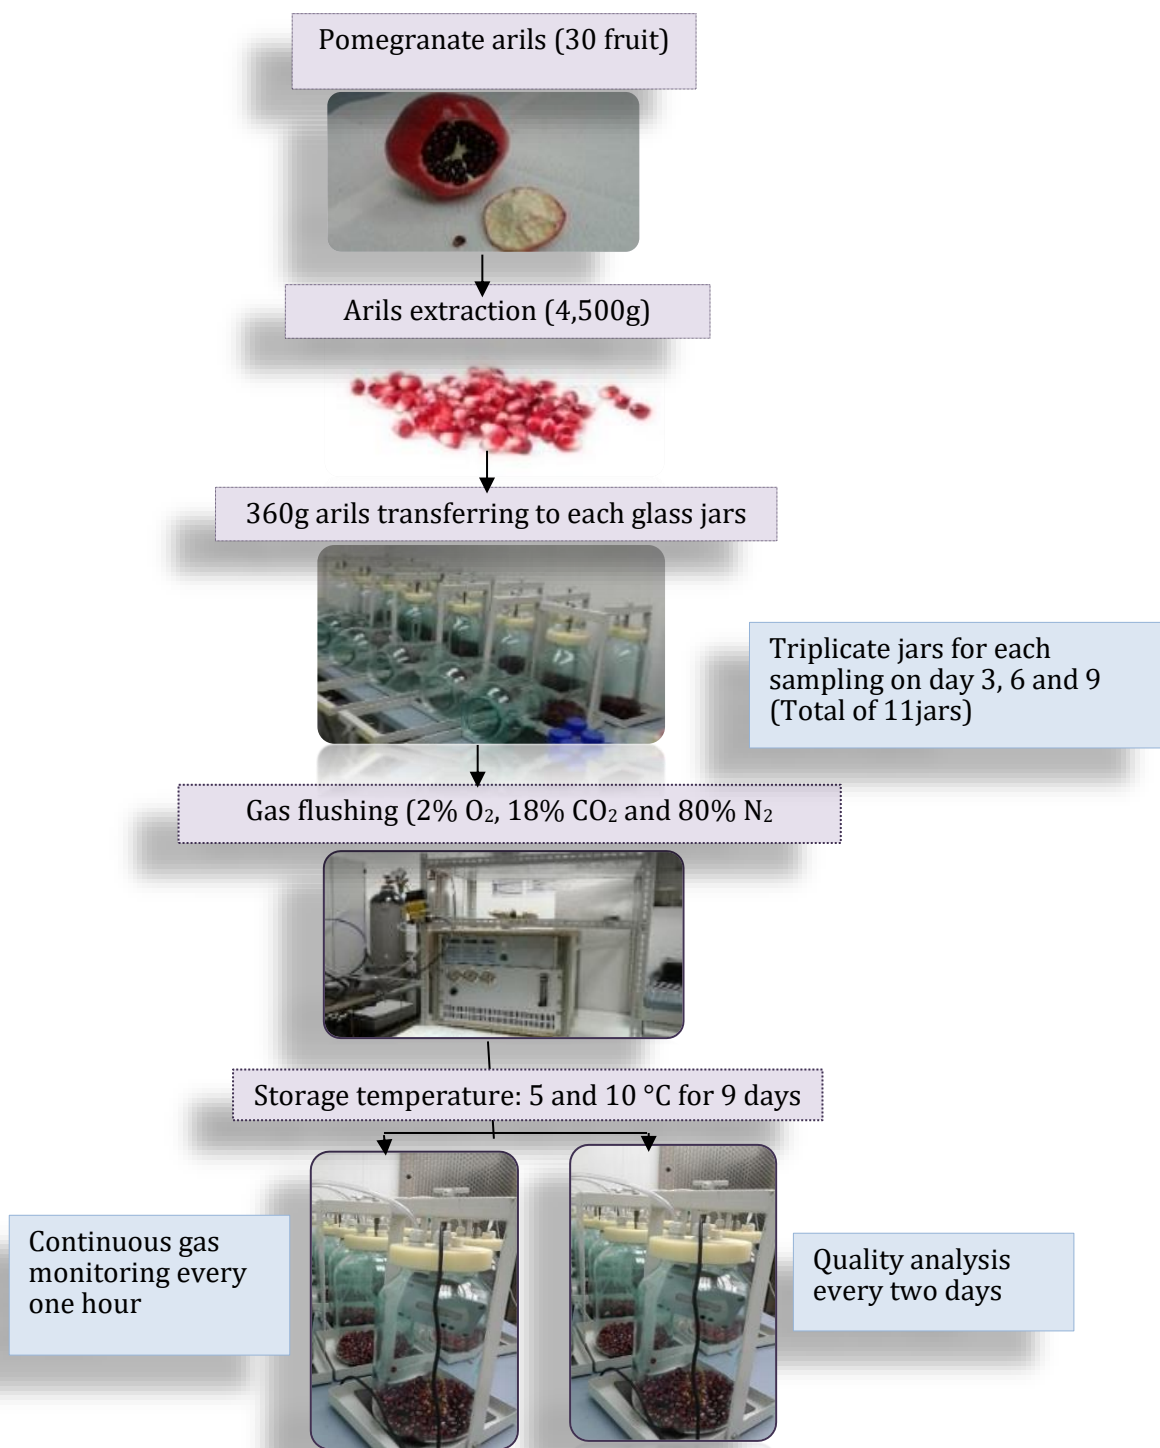 Pomegranate arils (30 fruit)
Arils extraction (4,500g)
360g arils transferring to each glass jars
Triplicate jars for each
sampling on day 3, 6 and 9
(Total of 11jars)
Gas flushing (2% O₂, 18% CO₂ and 80% N₂
Storage temperature: 5 and 10 °C for 9 days
Continuous gas
monitoring every
one hour
Quality analysis
every two days